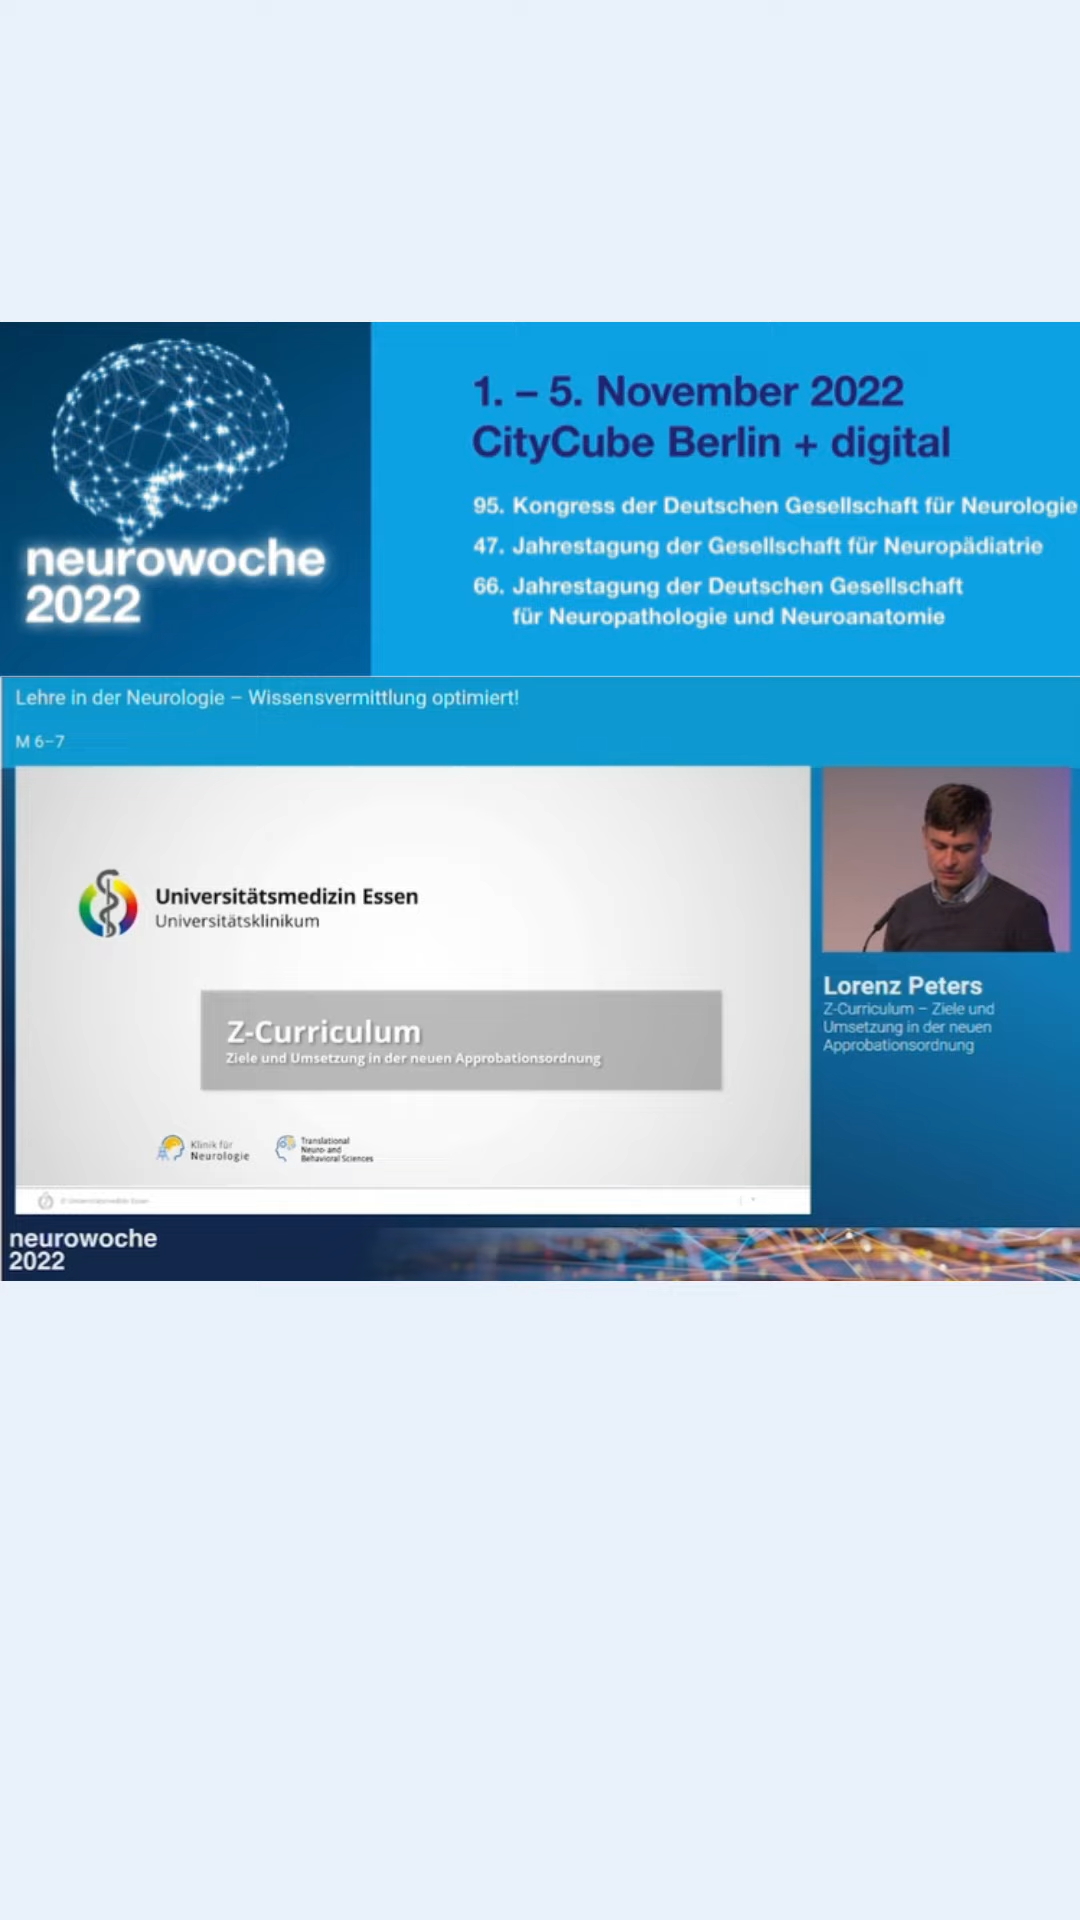 neurowoche
2022
1. – 5. November 2022
CityCube Berlin + digital
95. Kongress der Deutschen Gesellschaft für Neurologie
47. Jahrestagung der Gesellschaft für Neuropädiatrie
66. Jahrestagung der Deutschen Gesellschaft
für Neuropathologie und Neuroanatomie
Lehre in der Neurologie – Wissensvermittlung optimiert!
M 6–7
Universitätsmedizin Essen
Universitätsklinikum
Z-Curriculum
Ziele und Umsetzung in der neuen Approbationsordnung
Klinik für
Neurologie
Translational
Neuro- and
Behavioral Sciences
© Universitätsmedizin Essen
Lorenz Peters
Z-Curriculum – Ziele und
Umsetzung in der neuen
Approbationsordnung
neurowoche
2022